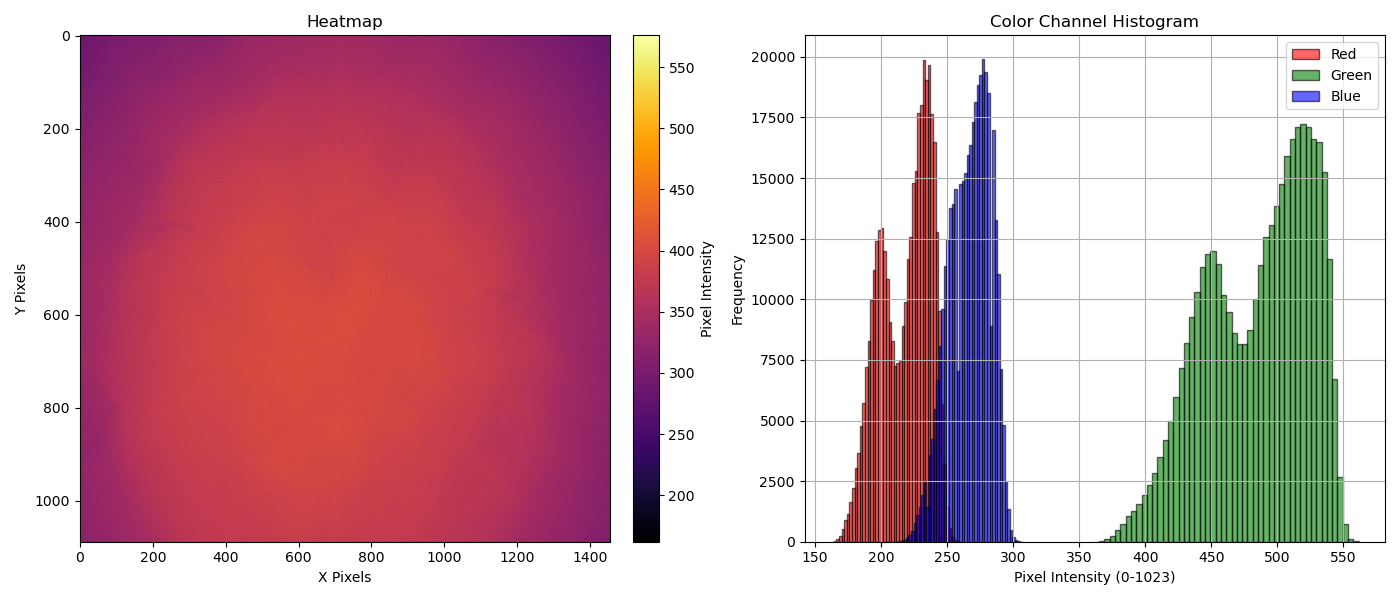 Heatmap
0
200
400
600
800
1000
Y Pixels
0 200 400 600 800 1000 1200 1400
X Pixels
550
500
450
400
350
300
250
200
Pixel Intensity
Color Channel Histogram
20000
17500
15000
12500
10000
7500
5000
2500
0
Frequency
150 200 250 300 350 400 450 500 550
Pixel Intensity (0-1023)
Red
Green
Blue